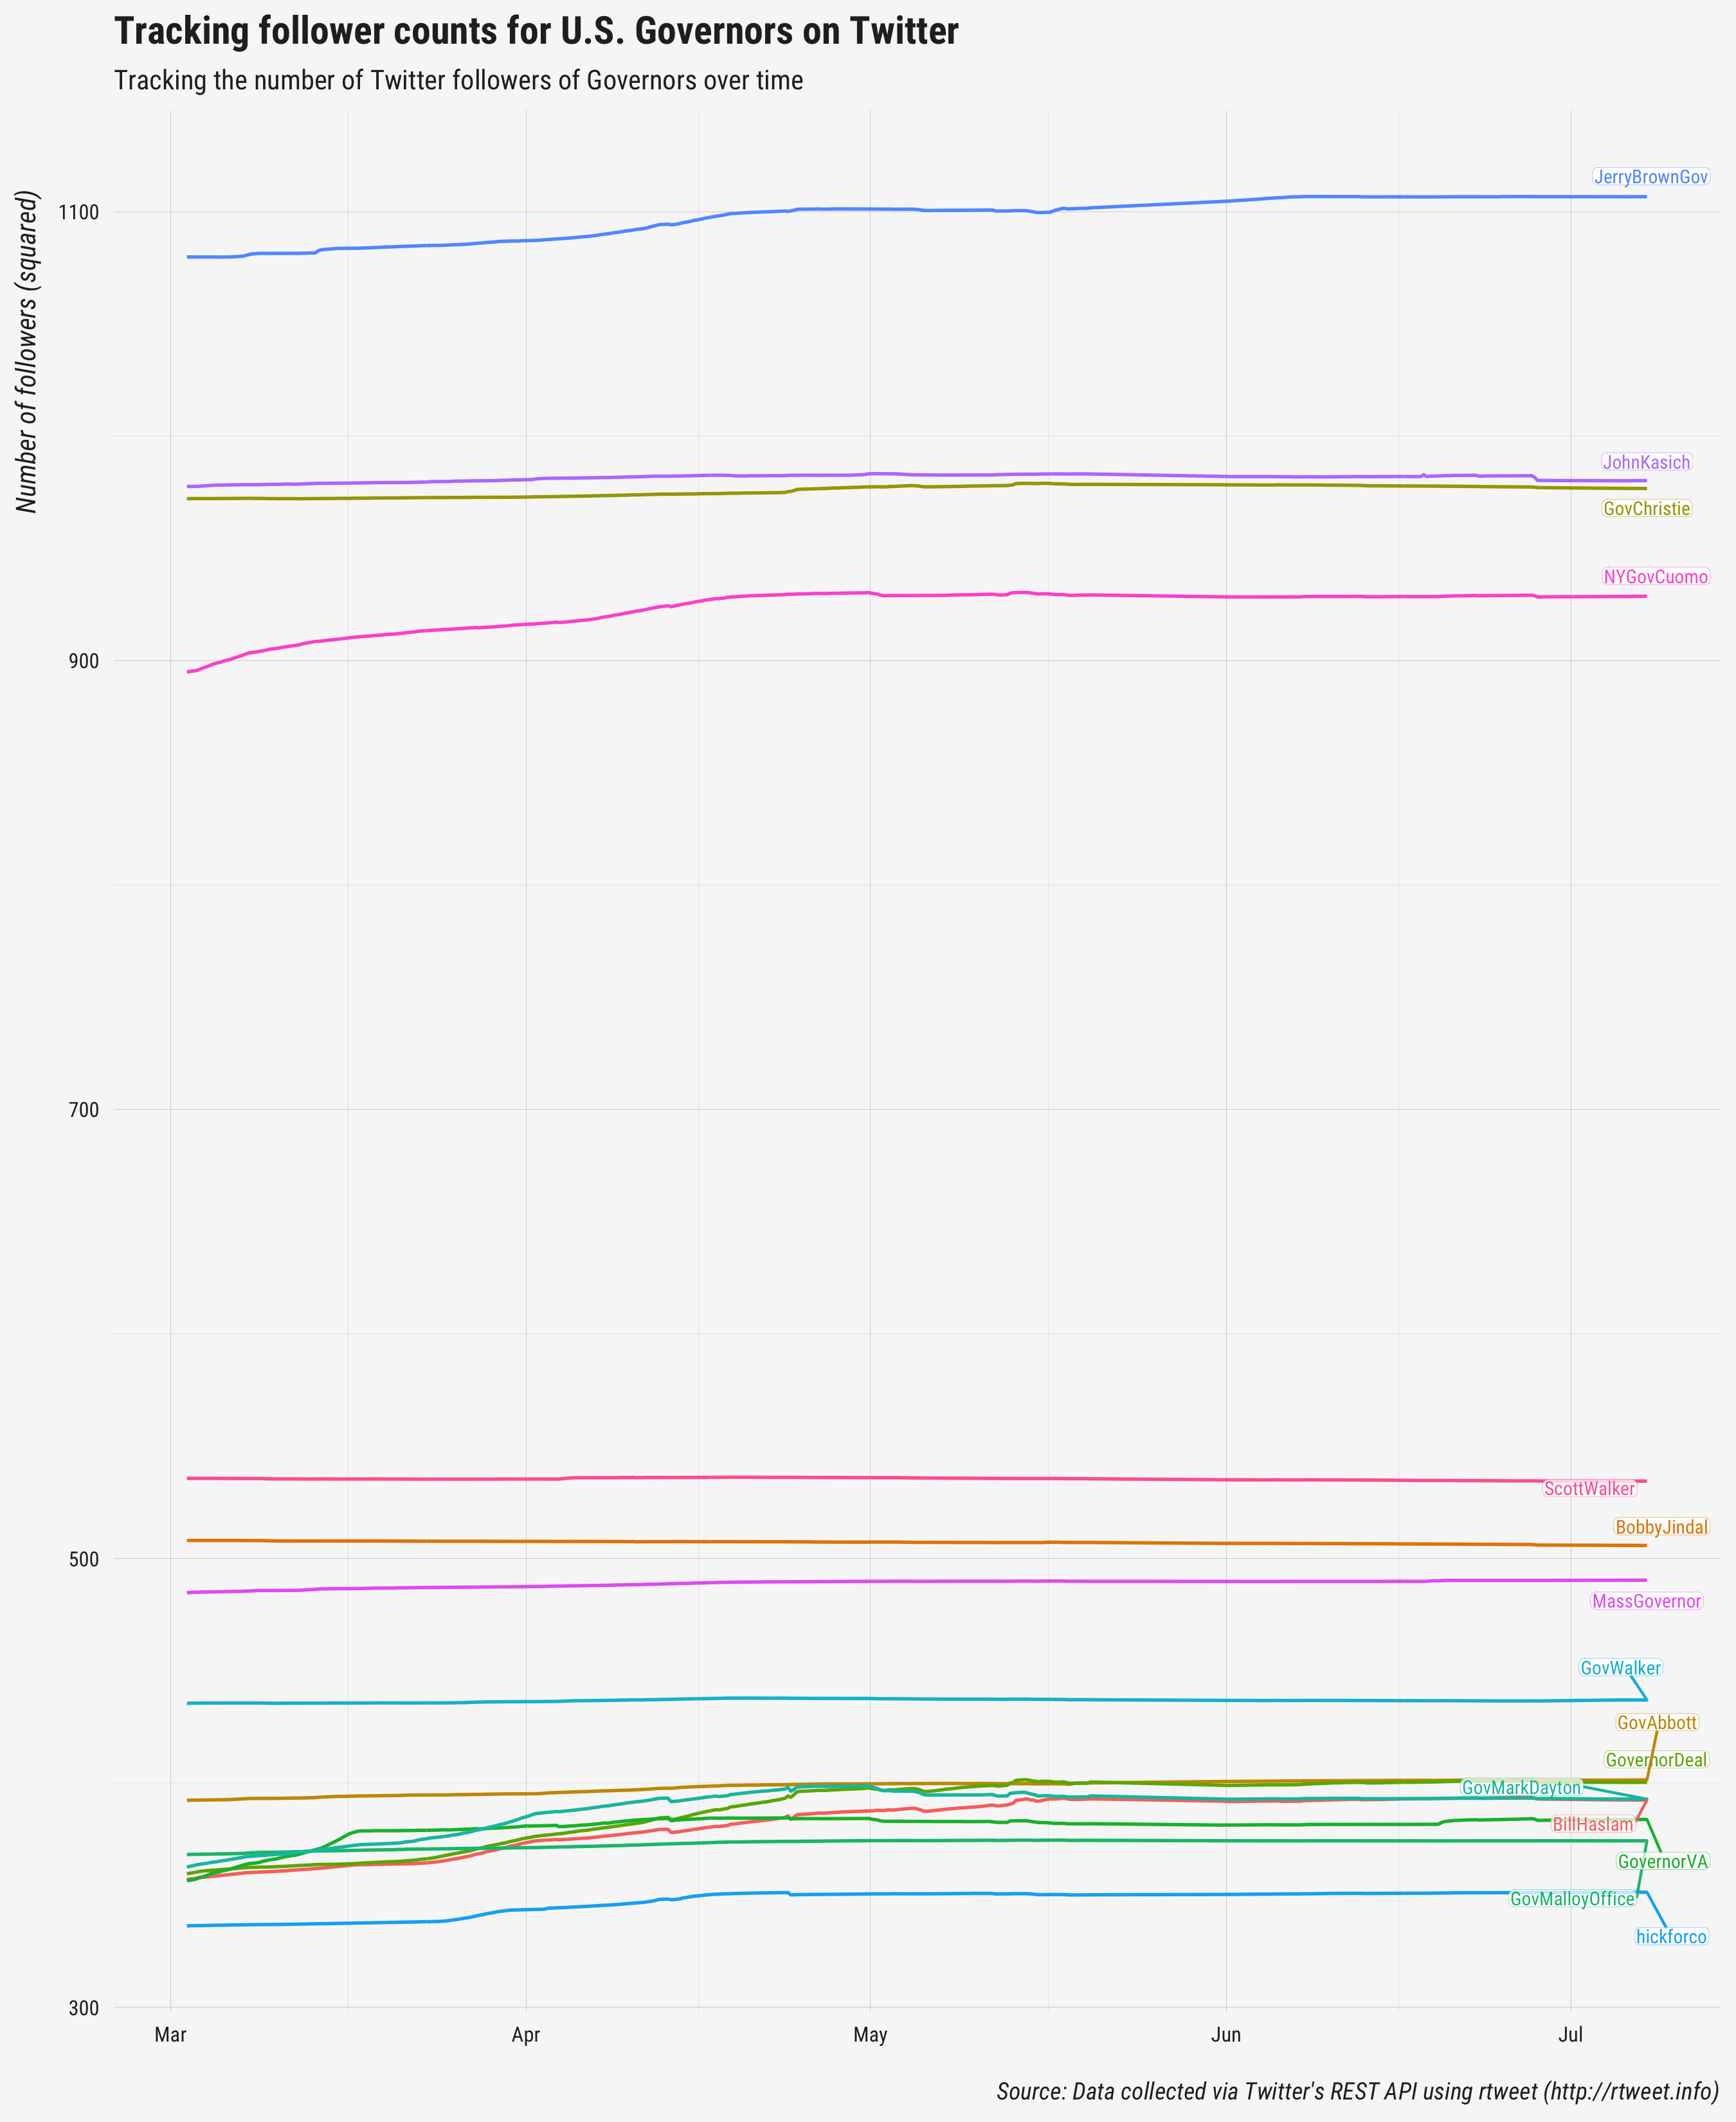 Tracking follower counts for U.S. Governors on Twitter
Tracking the number of Twitter followers of Governors over time
Number of followers (squared)
1100
900
700
500
300
JerryBrownGov
JohnKasich
GovChristie
NYGovCuomo
ScottWalker
BobbyJindal
MassGovernor
GovWalker
GovAbbott
GovernorDeal
GovMarkDayton
BillHaslam
GovernorVA
GovMalloyOffice
hickforco
Mar
Apr
May
Jun
Jul
Source: Data collected via Twitter's REST API using rtweet (http://rtweet.info)